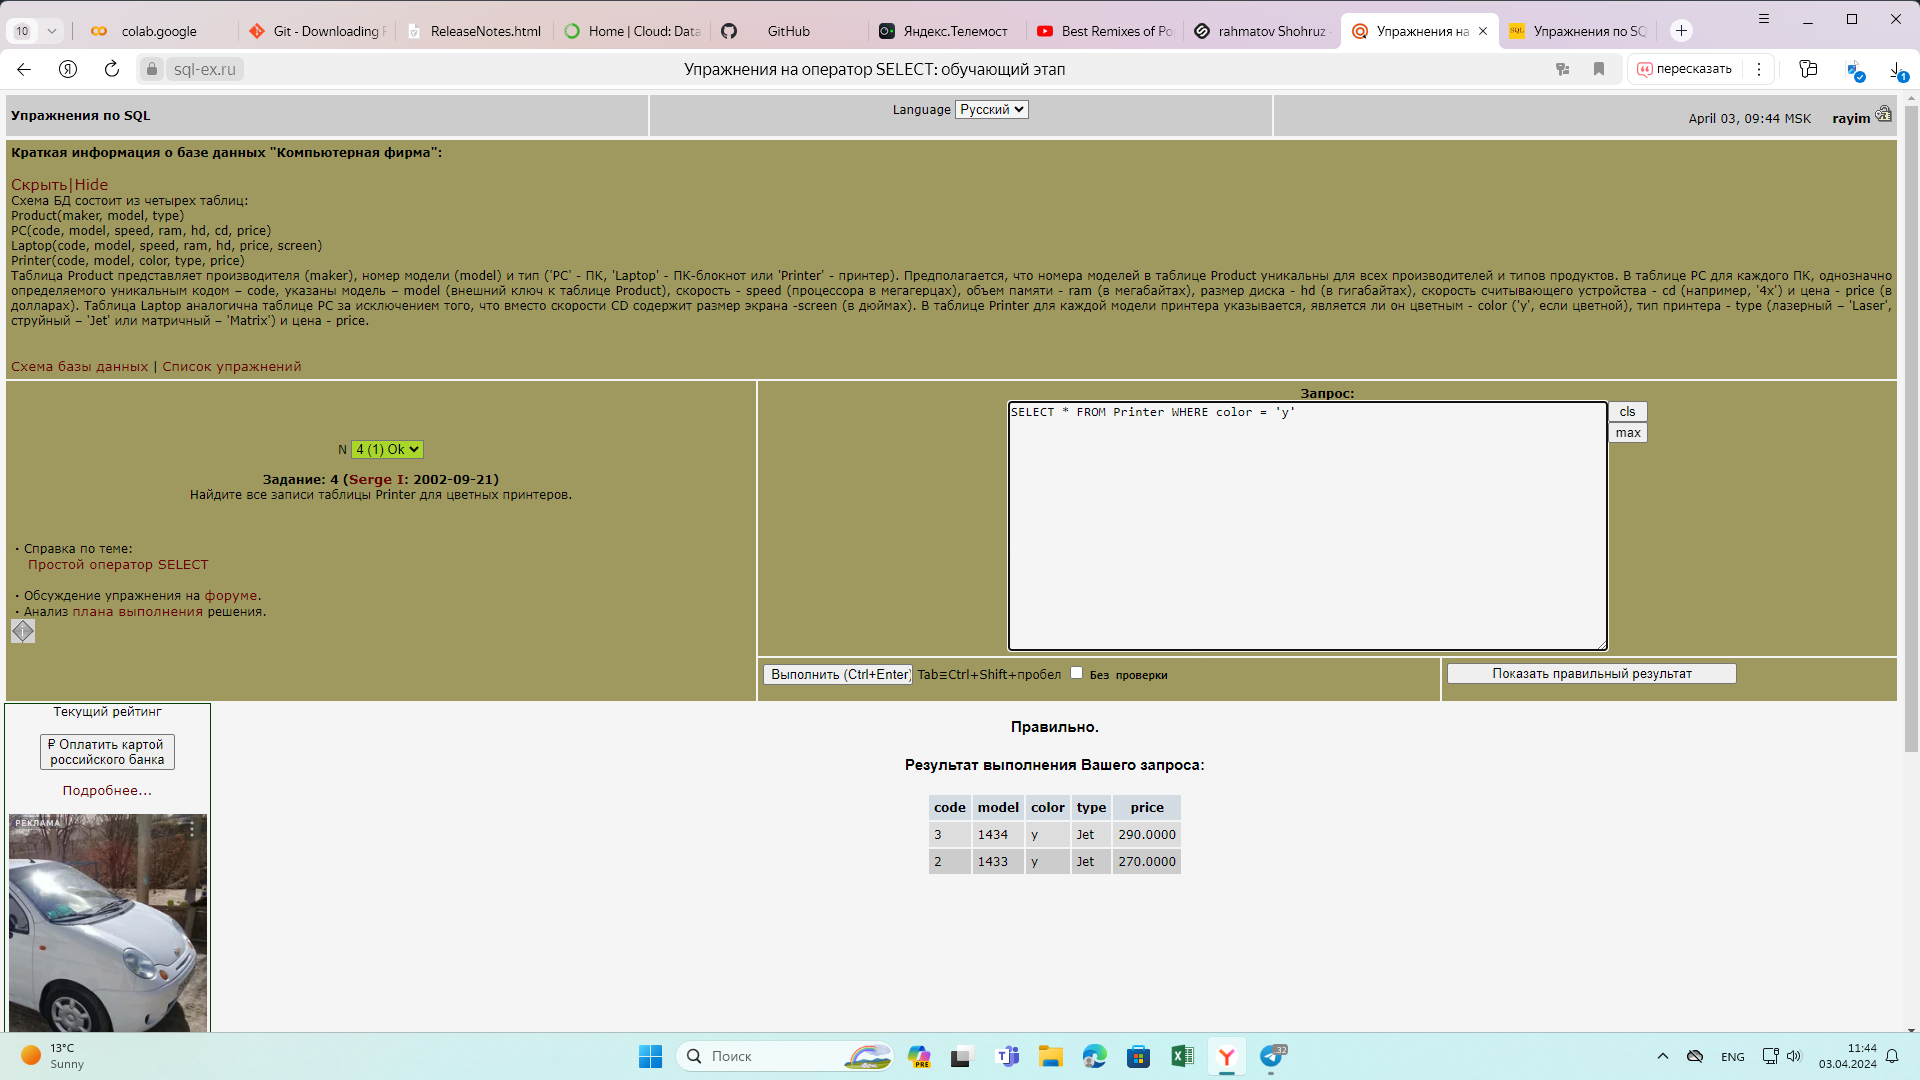 10
colab.google
Git - Downloading F
ReleaseNotes.html
Home | Cloud: Data
GitHub
Яндекс.Телемост
Best Remixes of Po
rahmatov Shohruz -
Упражнения на
Упражнения по SQ
sql-ex.ru
Упражнения на оператор SELECT: обучающий этап
пересказать
1
Упражнения по SQL
Language Русский
April 03, 09:44 MSK rayim
Краткая информация о базе данных "Компьютерная фирма":
Скрыть|Hide
Схема БД состоит из четырех таблиц:
Product(maker, model, type)
PC(code, model, speed, ram, hd, cd, price)
Laptop(code, model, speed, ram, hd, price, screen)
Printer(code, model, color, type, price)
Таблица Product представляет производителя (maker), номер модели (model) и тип ('PC' - ПК, 'Laptop' - ПК-блокнот или 'Printer' - принтер). Предполагается, что номера моделей в таблице Product уникальны для всех производителей и типов продуктов. В таблице PC для каждого ПК, однозначно
определяемого уникальным кодом – code, указаны модель – model (внешний ключ к таблице Product), скорость - speed (процессора в мегагерцах), объем памяти - ram (в мегабайтах), размер диска - hd (в гигабайтах), скорость считывающего устройства - cd (например, '4x') и цена - price (в
долларах). Таблица Laptop аналогична таблице РС за исключением того, что вместо скорости CD содержит размер экрана -screen (в дюймах). В таблице Printer для каждой модели принтера указывается, является ли он цветным - color ('y', если цветной), тип принтера - type (лазерный – 'Laser',
струйный – 'Jet' или матричный – 'Matrix') и цена - price.
Схема базы данных | Список упражнений
Запрос:
SELECT * FROM Printer WHERE color = 'y'
cls
max
N 4 (1) Ok
Задание: 4 (Serge I: 2002-09-21)
Найдите все записи таблицы Printer для цветных принтеров.
• Справка по теме:
Простой оператор SELECT
• Обсуждение упражнения на форуме.
• Анализ плана выполнения решения.
Выполнить (Ctrl+Enter) Tab≡Ctrl+Shift+пробел Без проверки
Показать правильный результат
Текущий рейтинг
₽ Оплатить картой
российского банка
Подробнее...
РЕКЛАМА
Правильно.
Результат выполнения Вашего запроса:
code model color type price
3 1434 y Jet 290.0000
2 1433 y Jet 270.0000
13°C
Sunny
Поиск
PRE
32
ENG
11:44
03.04.2024